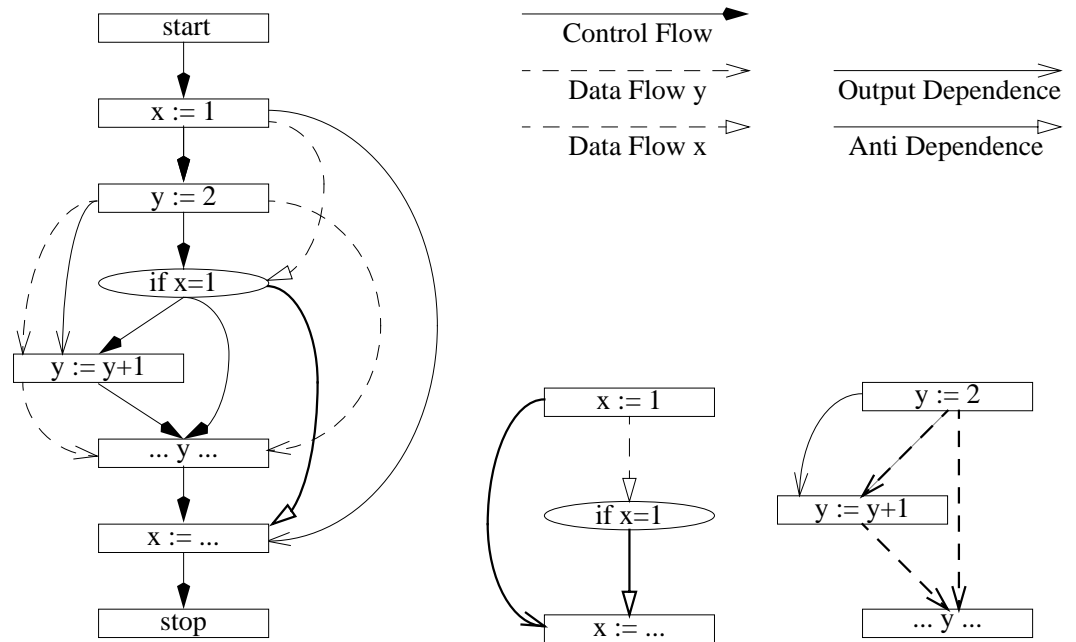 start
x := 1
y := 2
if x=1
y := y+1
... y ...
x := ...
stop
Control Flow
Data Flow y
Data Flow x
Output Dependence
Anti Dependence
x := 1
if x=1
x := ...
y := 2
y := y+1
... y ...